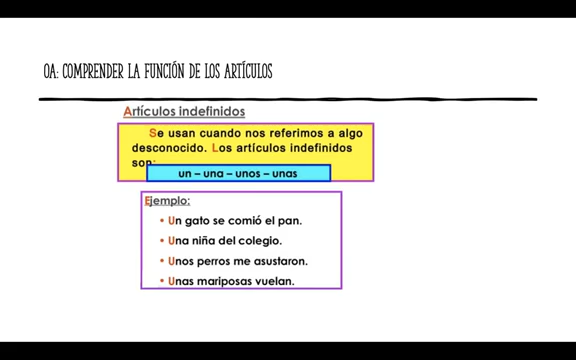 OA: COMPRENDER LA FUNCIÓN DE LOS ARTÍCULOS
Artículos indefinidos
Se usan cuando nos referimos a algo
desconocido. Los artículos indefinidos
son:
un – una – unos – unas
Ejemplo:
• Un gato se comió el pan.
• Una niña del colegio.
• Unos perros me asustaron.
• Unas mariposas vuelan.